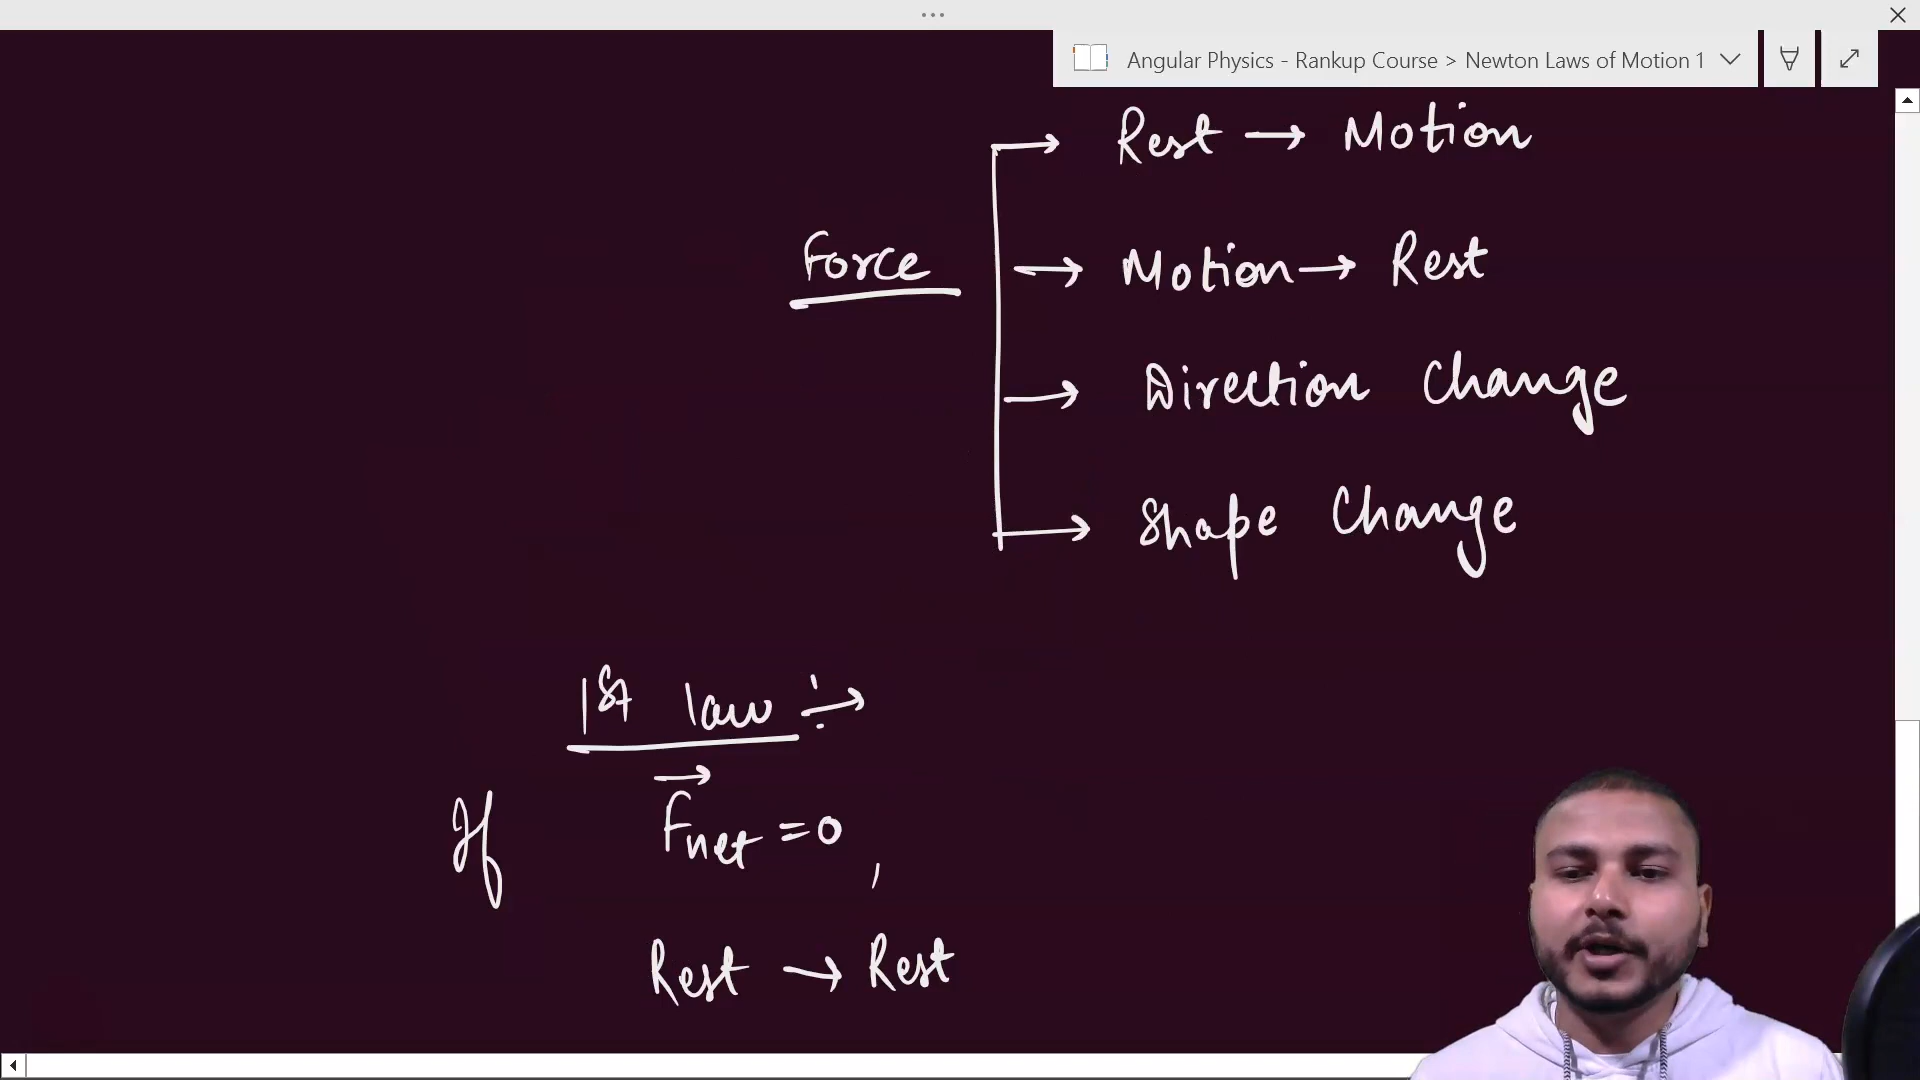 Angular Physics - Rankup Course > Newton Laws of Motion 1
Rest → Motion
Force
Motion → Rest
Direction Change
Shape Change
1st law :→
If F⃗net = 0 ,
Rest → Rest